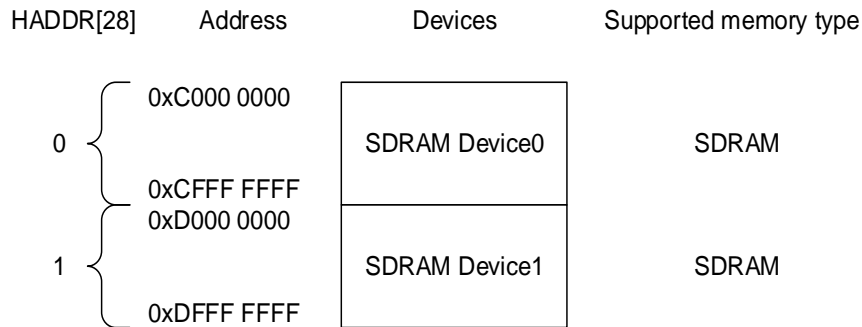 HADDR[28] Address Devices Supported memory type
0xC000 0000
0 SDRAM Device0 SDRAM
0xCFFF FFFF
0xD000 0000
1 SDRAM Device1 SDRAM
0xDFFF FFFF